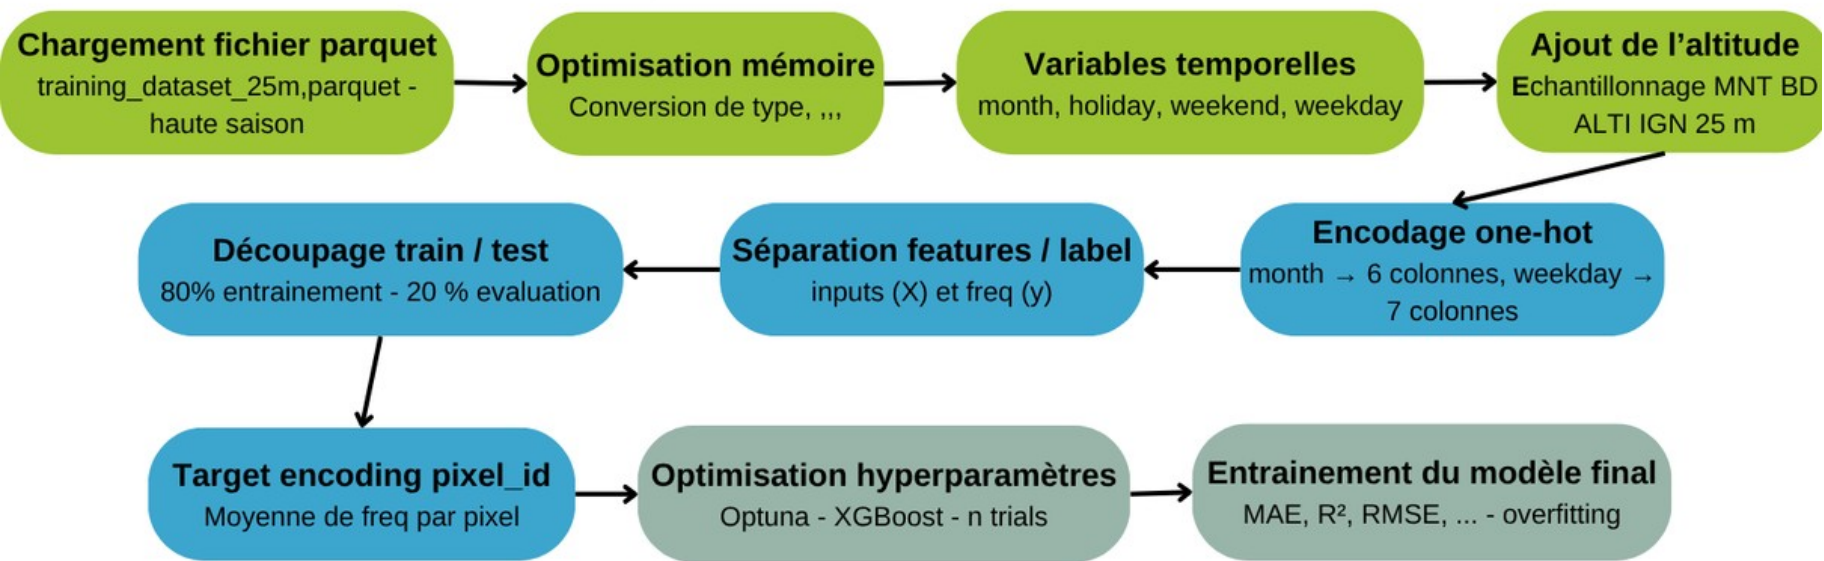 Chargement fichier parquet
training_dataset_25m,parquet -
haute saison
Optimisation mémoire
Conversion de type, ,,,
Variables temporelles
month, holiday, weekend, weekday
Ajout de l’altitude
Echantillonnage MNT BD
ALTI IGN 25 m
Encodage one-hot
month → 6 colonnes, weekday →
7 colonnes
Séparation features / label
inputs (X) et freq (y)
Découpage train / test
80% entrainement - 20 % evaluation
Target encoding pixel_id
Moyenne de freq par pixel
Optimisation hyperparamètres
Optuna - XGBoost - n trials
Entrainement du modèle final
MAE, R², RMSE, ... - overfitting